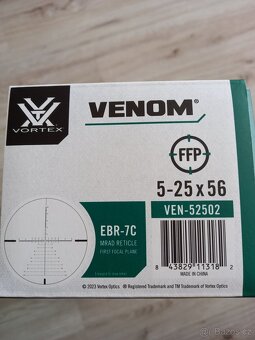 VORTEX
VENOM®
FFP
5-25x56
VEN-52502
EBR-7C
MRAD RETICLE
FIRST FOCAL PLANE
8 43829 11318 2
MADE IN CHINA
© 2023 Vortex Optics ® Registered Trademark and TM Trademark of Vortex Optics